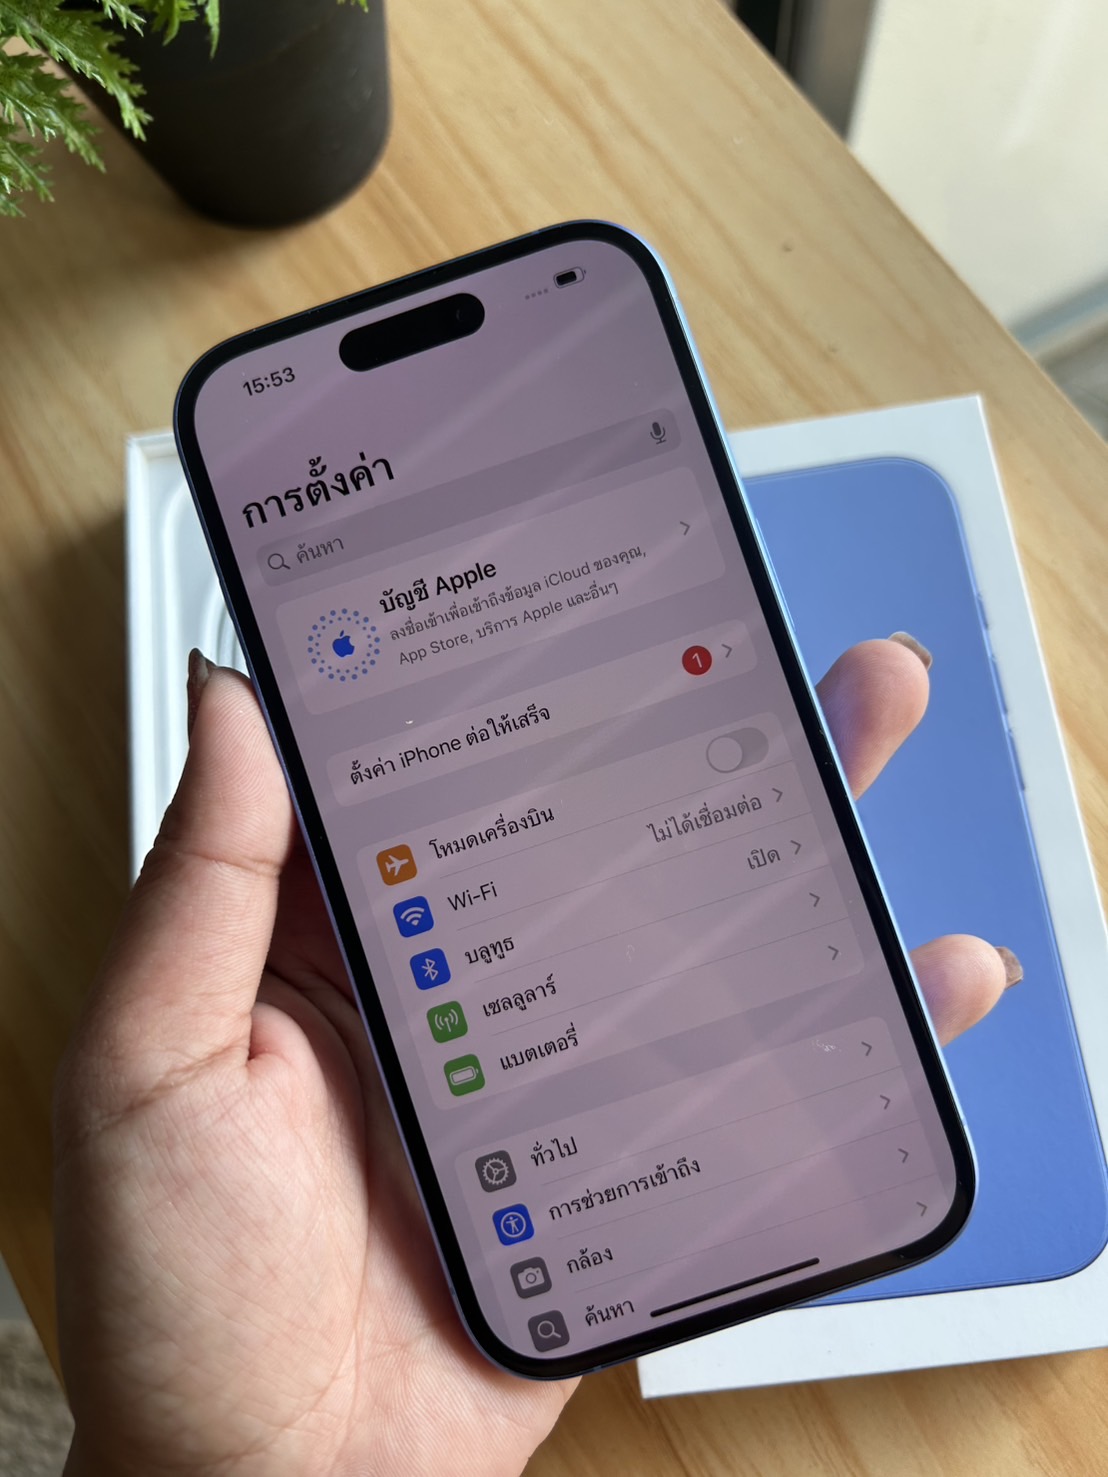 15:53
การตั้งค่า
ค้นหา
บัญชี Apple
ลงชื่อเข้าเพื่อเข้าถึงข้อมูล iCloud ของคุณ,
App Store, บริการ Apple และอื่นๆ
ตั้งค่า iPhone ต่อให้เสร็จ 1
โหมดเครื่องบิน
Wi-Fi ไม่ได้เชื่อมต่อ
บลูทูธ เปิด
เซลลูลาร์
แบตเตอรี่
ทั่วไป
การช่วยการเข้าถึง
กล้อง
ค้นหา